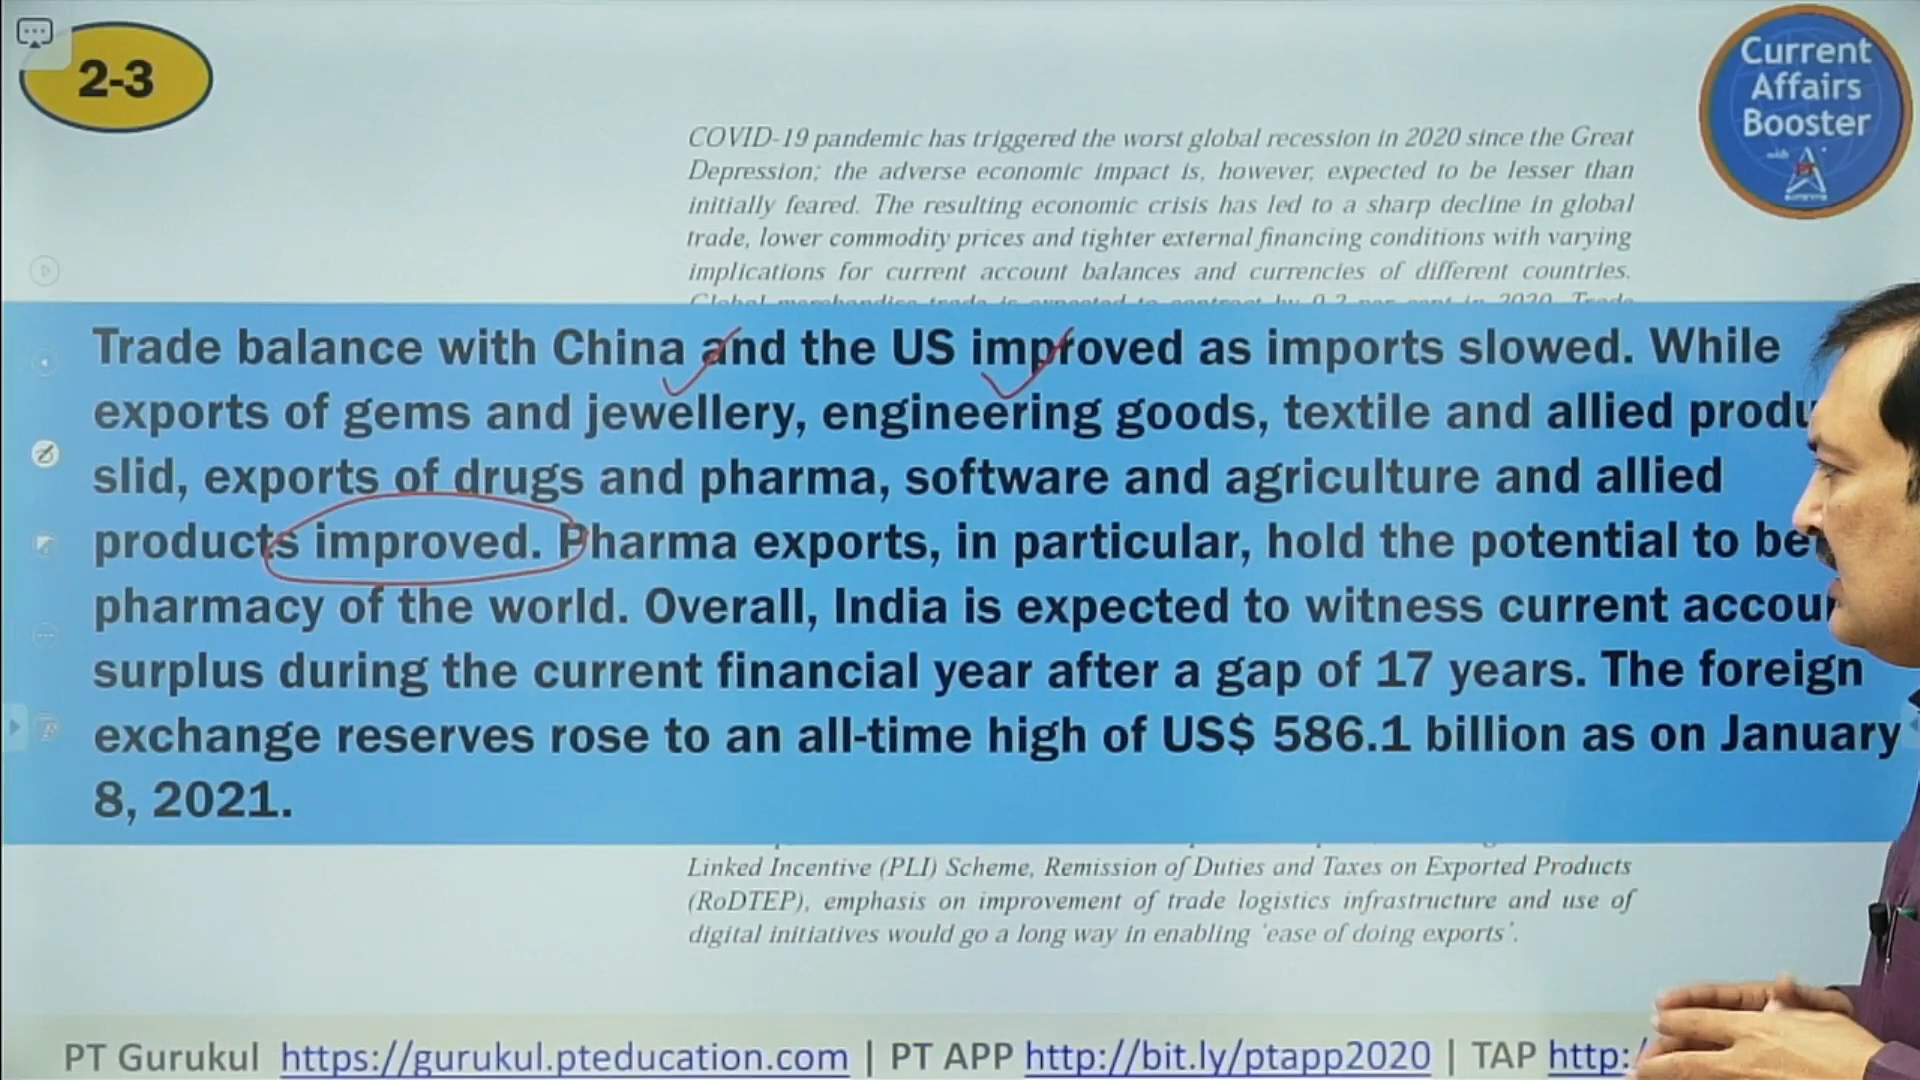 2-3
Current
Affairs
Booster
with
COVID-19 pandemic has triggered the worst global recession in 2020 since the Great
Depression; the adverse economic impact is, however, expected to be lesser than
initially feared. The resulting economic crisis has led to a sharp decline in global
trade, lower commodity prices and tighter external financing conditions with varying
implications for current account balances and currencies of different countries.
Trade balance with China and the US improved as imports slowed. While
exports of gems and jewellery, engineering goods, textile and allied produ
slid, exports of drugs and pharma, software and agriculture and allied
products improved. Pharma exports, in particular, hold the potential to be
pharmacy of the world. Overall, India is expected to witness current accou
surplus during the current financial year after a gap of 17 years. The foreign
exchange reserves rose to an all-time high of US$ 586.1 billion as on January
8, 2021.
Linked Incentive (PLI) Scheme, Remission of Duties and Taxes on Exported Products
(RoDTEP), emphasis on improvement of trade logistics infrastructure and use of
digital initiatives would go a long way in enabling 'ease of doing exports'.
PT Gurukul https://gurukul.pteducation.com | PT APP http://bit.ly/ptapp2020 | TAP http:/